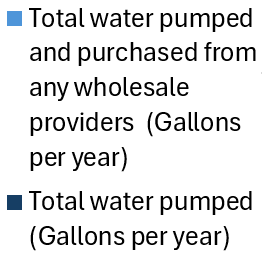 Total water pumped
and purchased from
any wholesale
providers  (Gallons
per year)
Total water pumped
(Gallons per year)